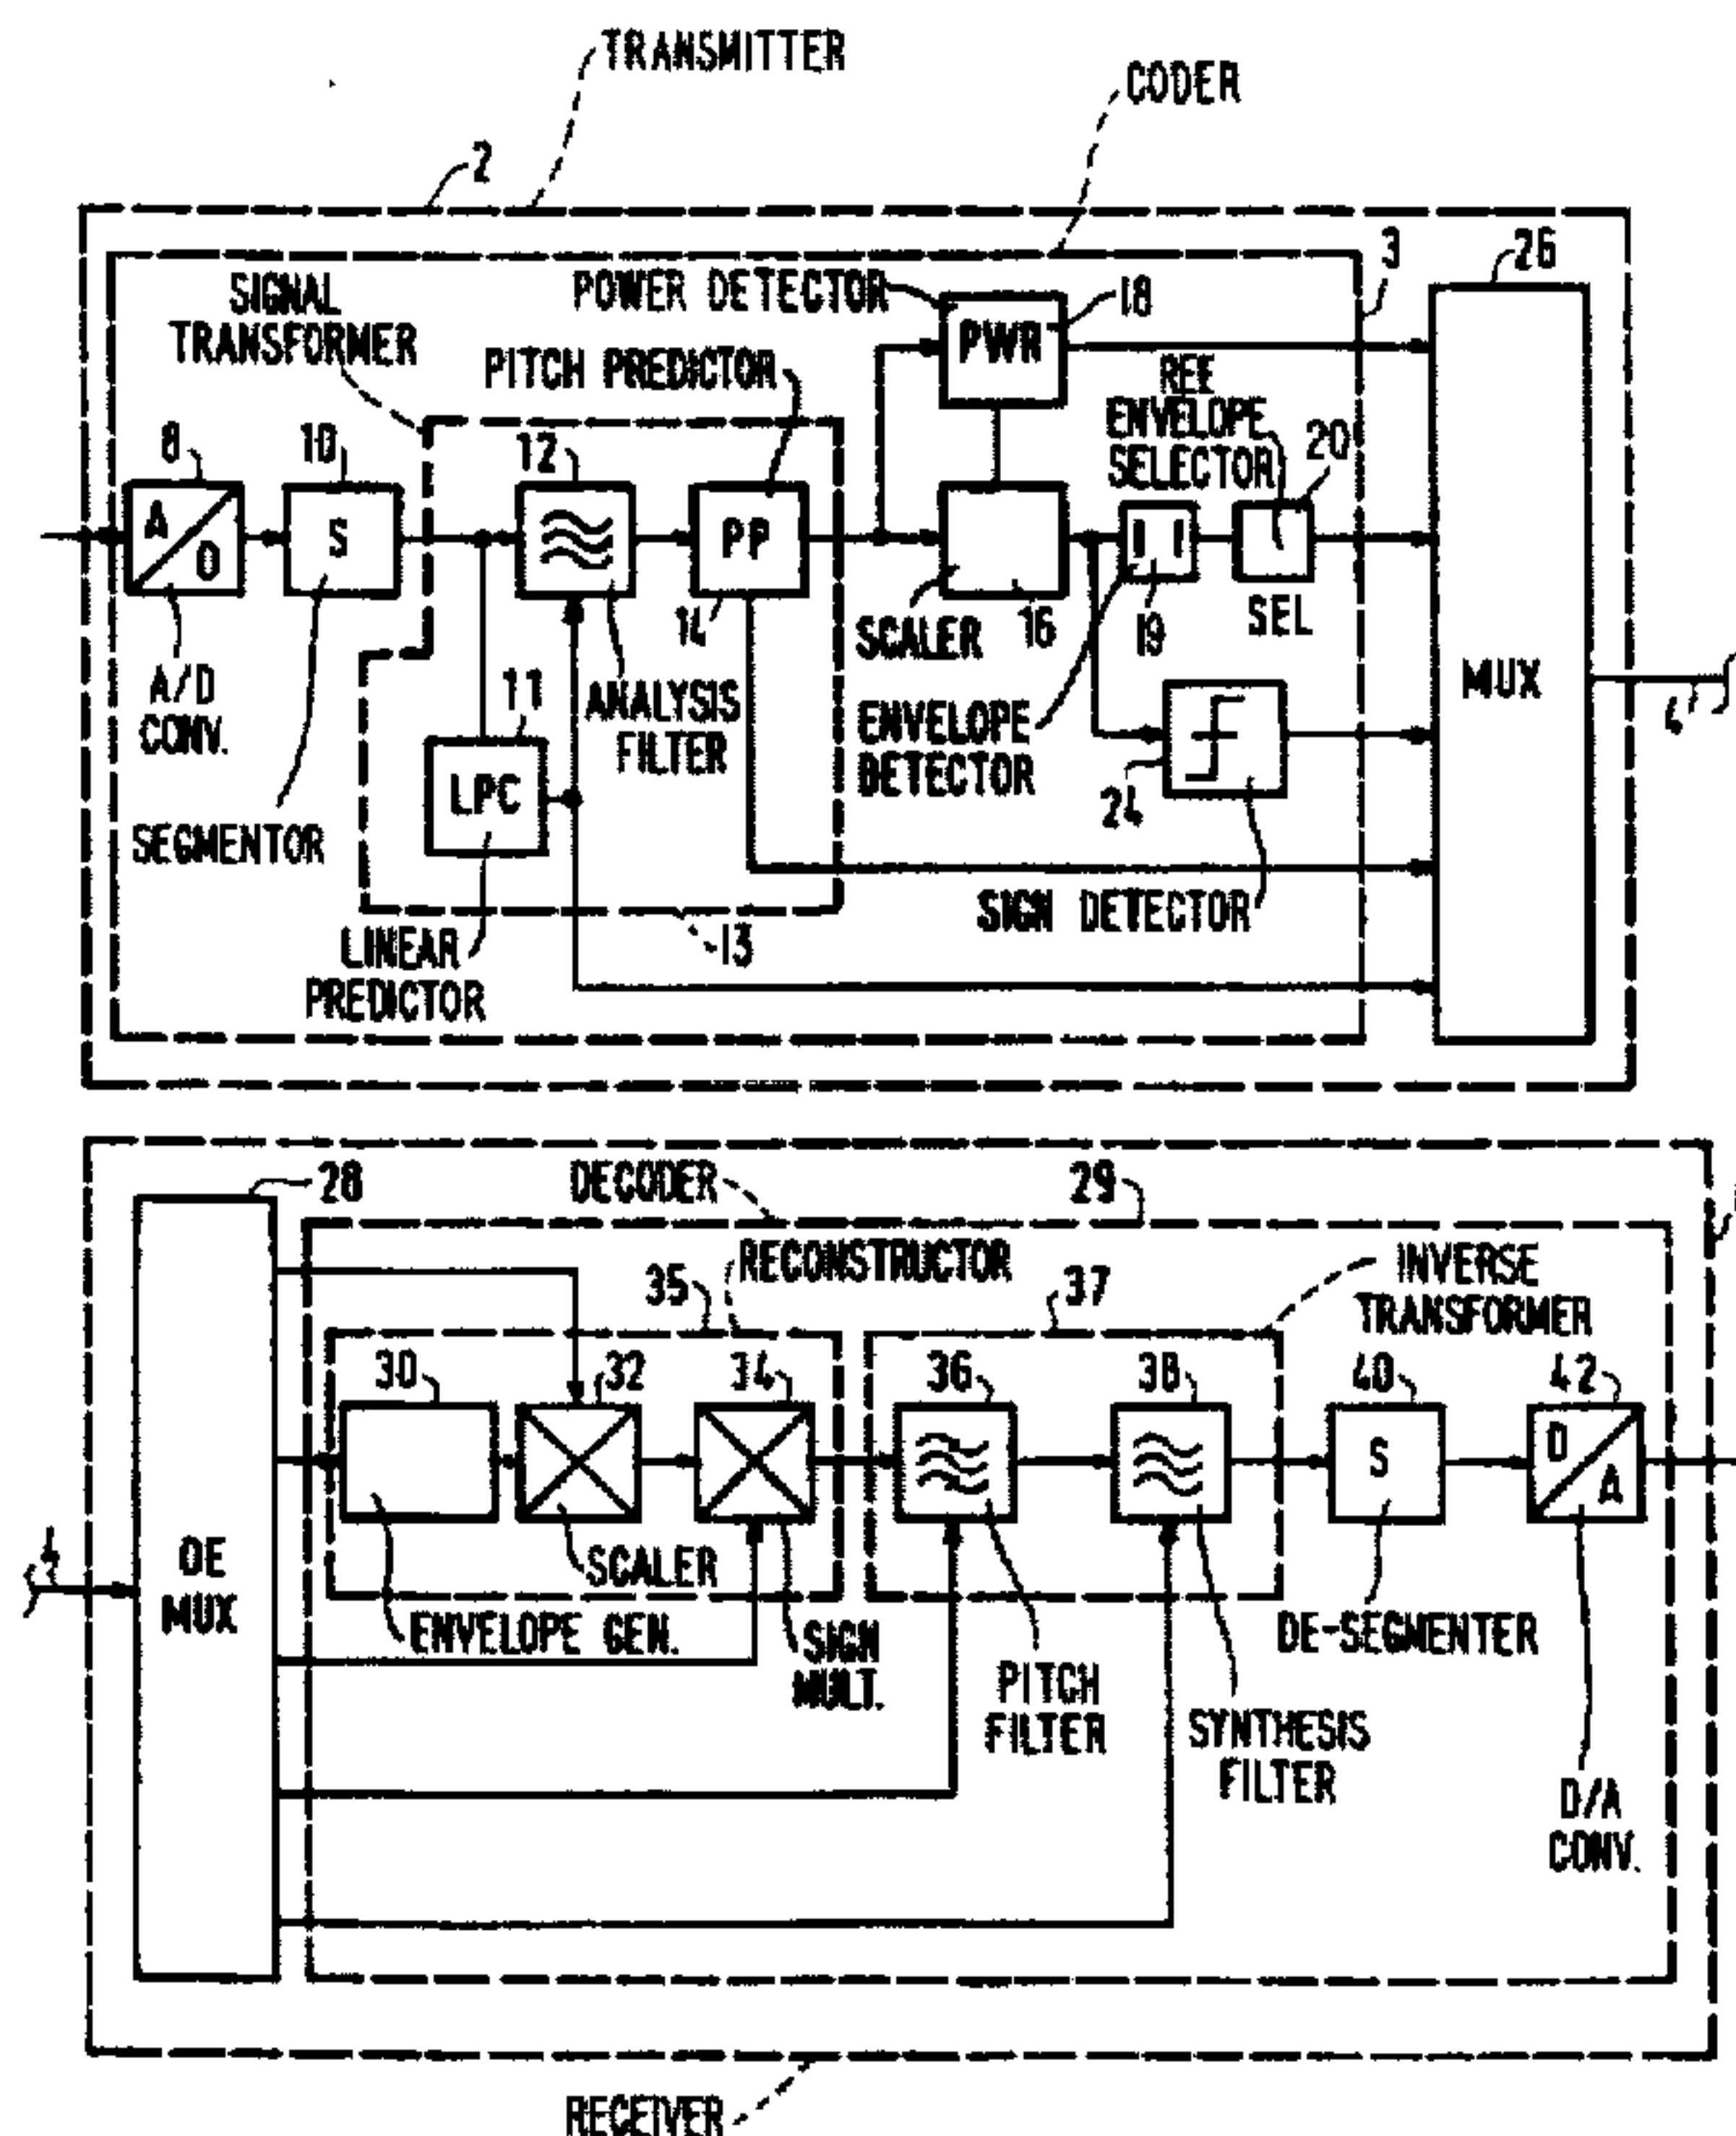 TRANSMITTER
CODER
2
SIGNAL
TRANSFORMER
POWER DETECTOR
18
3
26
PWR
PITCH PREDICTOR
REF
ENVELOPE
SELECTOR
20
8
10
12
A
D
S
PP
14
SCALER
16
19
SEL
A/D
CONV.
11
ANALYSIS
FILTER
ENVELOPE
DETECTOR
MUX
4
LPC
24
SEGMENTOR
SIGN DETECTOR
LINEAR
PREDICTOR
13
28
DECODER
29
RECONSTRUCTOR
35
37
INVERSE
TRANSFORMER
30
32
34
36
38
40
42
S
D
A
4
DE
MUX
SCALER
ENVELOPE GEN.
SIGN
MULT.
DE-SEGMENTER
PITCH
FILTER
SYNTHESIS
FILTER
D/A
CONV.
RECEIVER